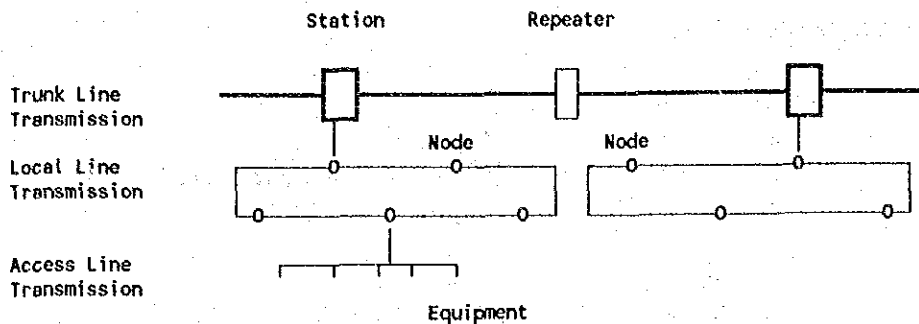 Station Repeater
Trunk Line
Transmission
Node Node
Local Line
Transmission
Access Line
Transmission
Equipment